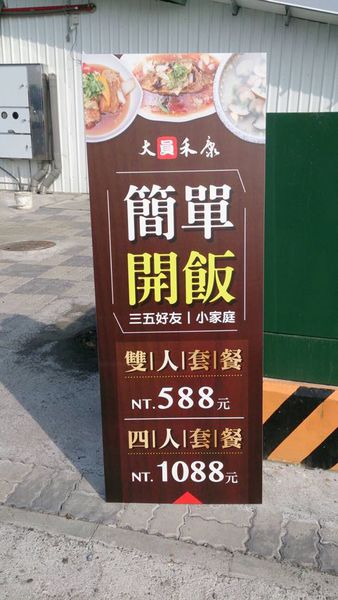 大員禾康
簡單
開飯
三五好友|小家庭
雙|人|套|餐
NT.588元
四|人|套|餐
NT.1088元